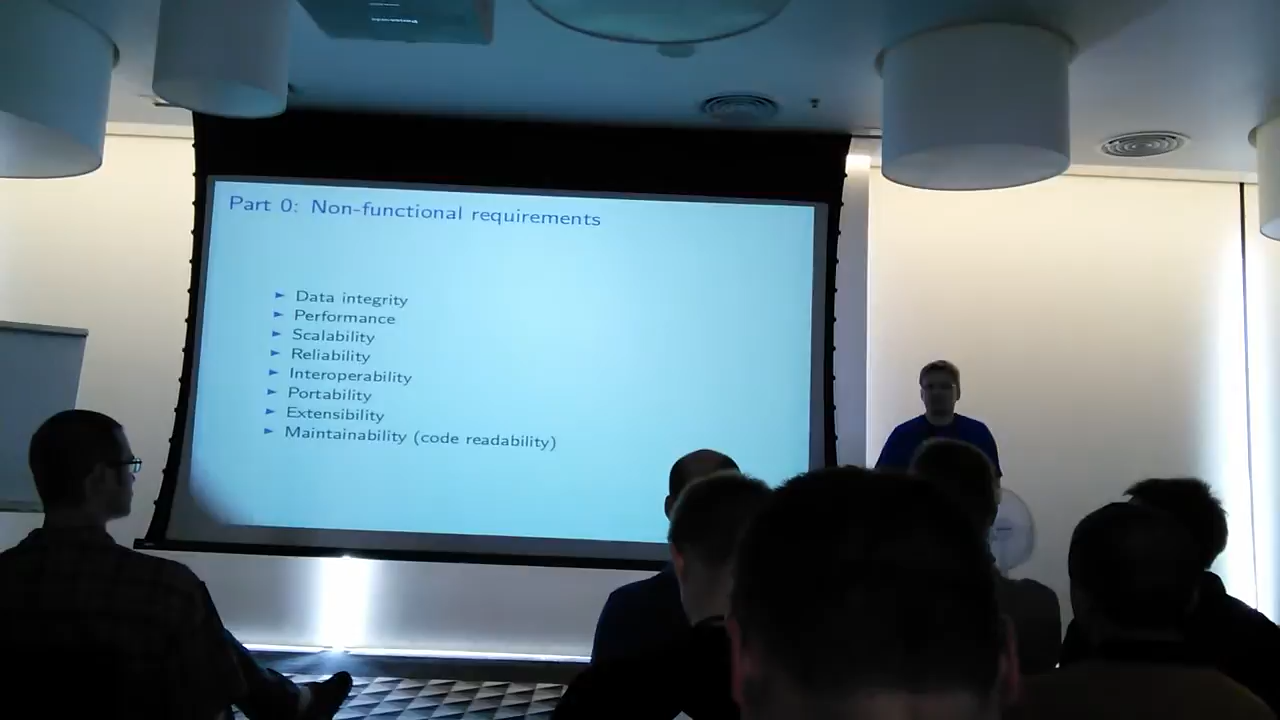 Part 0: Non-functional requirements
► Data integrity
► Performance
► Scalability
► Reliability
► Interoperability
► Portability
► Extensibility
► Maintainability (code readability)